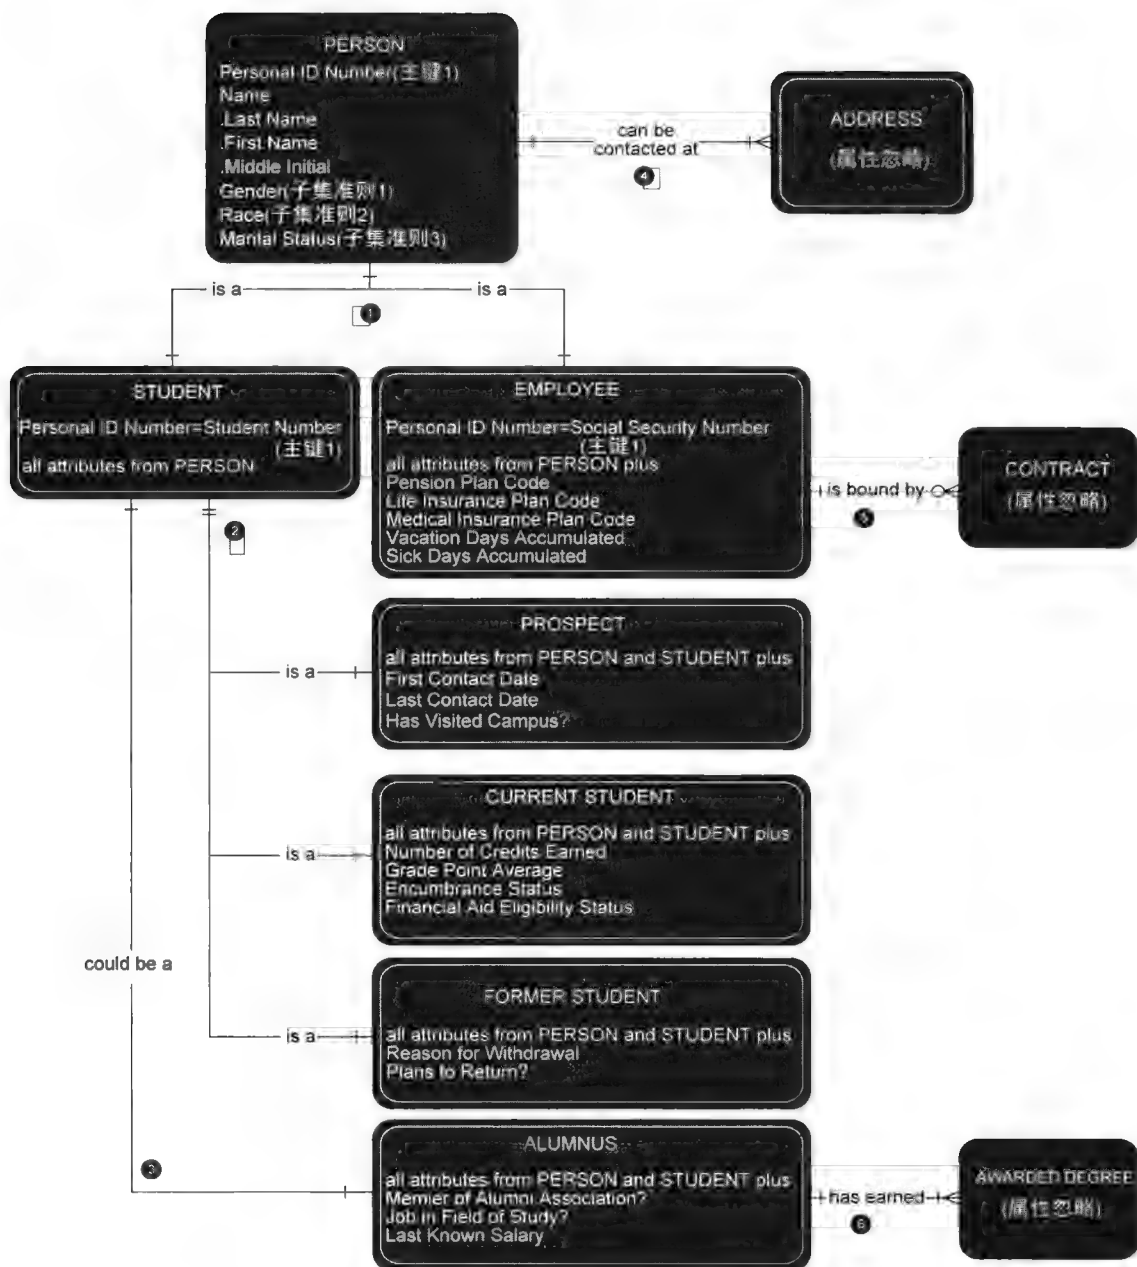 PERSON
Personal ID Number(主键1)
Name
.Last Name
.First Name
.Middle Initial
Gender(子集准则1)
Race(子集准则2)
Marital Status(子集准则3)
can be
contacted at
4
ADDRESS
(属性忽略)
is a
is a
1
STUDENT
Personal ID Number=Student Number
(主键1)
all attributes from PERSON
EMPLOYEE
Personal ID Number=Social Security Number
(主键1)
all attributes from PERSON plus
Pension Plan Code
Life Insurance Plan Code
Medical Insurance Plan Code
Vacation Days Accumulated
Sick Days Accumulated
is bound by
CONTRACT
(属性忽略)
2
is a
PROSPECT
all attributes from PERSON and STUDENT plus
First Contact Date
Last Contact Date
Has Visited Campus?
is a
CURRENT STUDENT
all attributes from PERSON and STUDENT plus
Number of Credits Earned
Grade Point Average
Encumbrance Status
Financial Aid Eligibility Status
could be a
is a
FORMER STUDENT
all attributes from PERSON and STUDENT plus
Reason for Withdrawal
Plans to Return?
3
ALUMNUS
all attributes from PERSON and STUDENT plus
Memier of Alumni Association?
Job in Field of Study?
Last Known Salary
has earned
6
AWARDED DEGREE
(属性忽略)